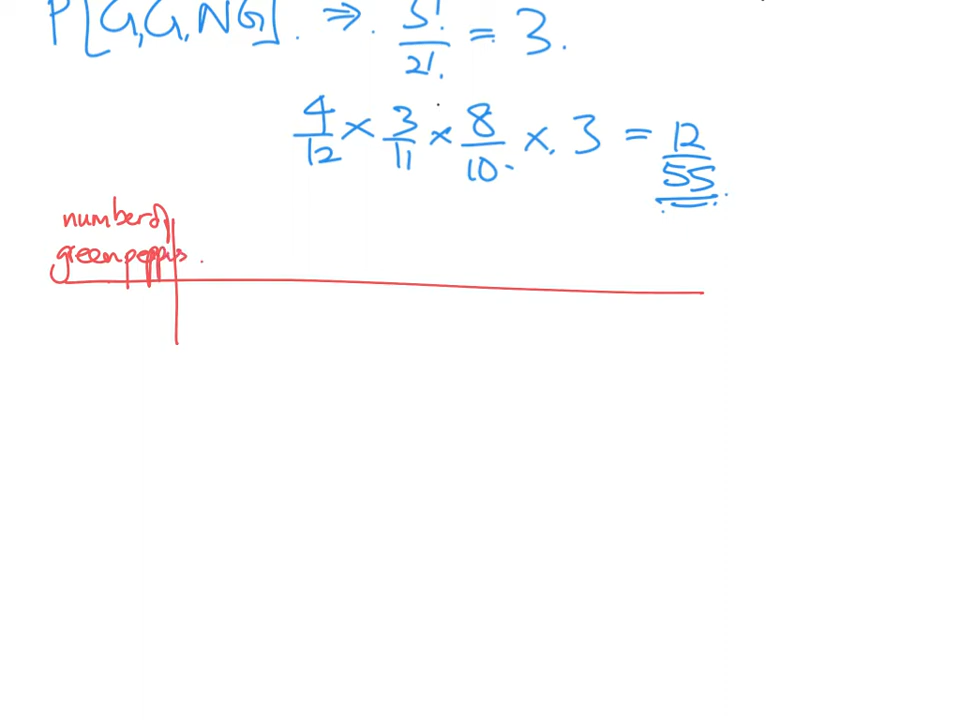 P[G,G,NG]. ⇒. 3!/2!. = 3.
4/12 × 3/11 × 8/10. ×. 3 = 12/55
number of
green peppers.